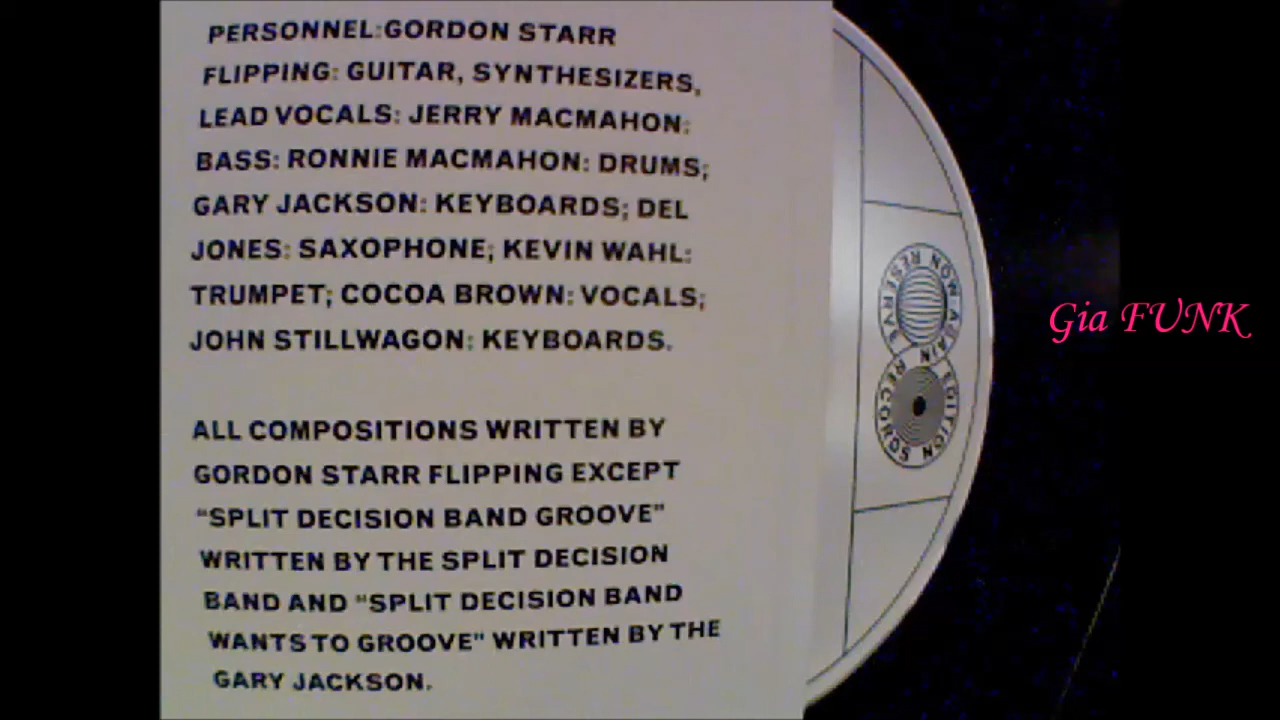 PERSONNEL:GORDON STARR
FLIPPING: GUITAR, SYNTHESIZERS,
LEAD VOCALS: JERRY MACMAHON:
BASS: RONNIE MACMAHON: DRUMS;
GARY JACKSON: KEYBOARDS; DEL
JONES: SAXOPHONE; KEVIN WAHL:
TRUMPET; COCOA BROWN: VOCALS;
JOHN STILLWAGON: KEYBOARDS.
ALL COMPOSITIONS WRITTEN BY
GORDON STARR FLIPPING EXCEPT
"SPLIT DECISION BAND GROOVE"
WRITTEN BY THE SPLIT DECISION
BAND AND "SPLIT DECISION BAND
WANTS TO GROOVE" WRITTEN BY THE
GARY JACKSON.
RECORDS
EDITION
Gia FUNK